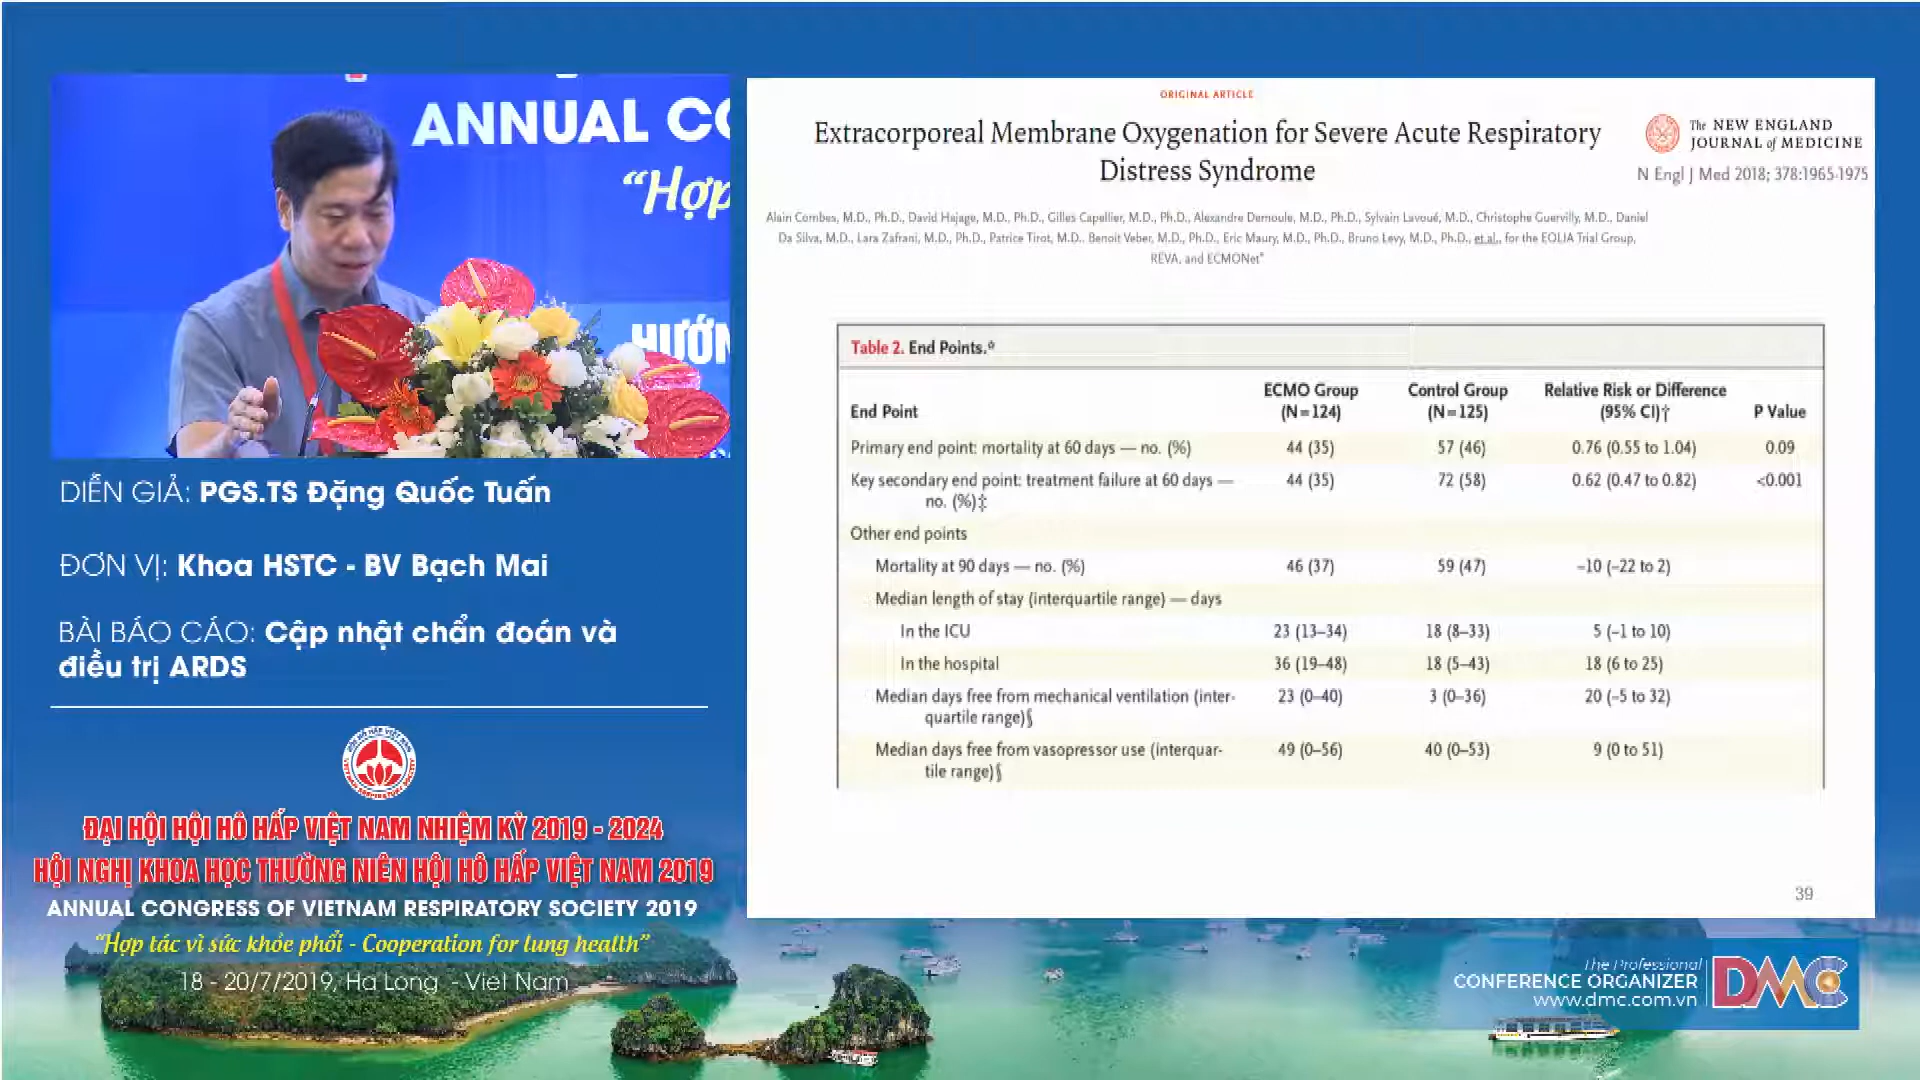 ANNUAL CO
“Hợp
HƯỚN
DIỄN GIẢ: PGS.TS Đặng Quốc Tuấn
ĐƠN VỊ: Khoa HSTC - BV Bạch Mai
BÀI BÁO CÁO: Cập nhật chẩn đoán và
điều trị ARDS
ĐẠI HỘI HỘI HÔ HẤP VIỆT NAM NHIỆM KỲ 2019 - 2024
HỘI NGHỊ KHOA HỌC THƯỜNG NIÊN HỘI HÔ HẤP VIỆT NAM 2019
ANNUAL CONGRESS OF VIETNAM RESPIRATORY SOCIETY 2019
“Hợp tác vì sức khỏe phổi - Cooperation for lung health”
18 - 20/7/2019, Ha Long - Viet Nam
ORIGINAL ARTICLE
Extracorporeal Membrane Oxygenation for Severe Acute Respiratory
Distress Syndrome
The NEW ENGLAND
JOURNAL of MEDICINE
N Engl J Med 2018; 378:1965-1975
Alain Combes, M.D., Ph.D., David Hajage, M.D., Ph.D., Gilles Capellier, M.D., Ph.D., Alexandre Demoule, M.D., Ph.D., Sylvain Lavoué, M.D., Christophe Guervilly, M.D., Daniel
Da Silva, M.D., Lara Zafrani, M.D., Ph.D., Patrice Tirot, M.D., Benoit Veber, M.D., Ph.D., Eric Maury, M.D., Ph.D., Bruno Levy, M.D., Ph.D., et al., for the EOLIA Trial Group,
REVA, and ECMONet*
Table 2. End Points.*
End Point ECMO Group (N=124) Control Group (N=125) Relative Risk or Difference (95% CI)† P Value
Primary end point: mortality at 60 days — no. (%) 44 (35) 57 (46) 0.76 (0.55 to 1.04) 0.09
Key secondary end point: treatment failure at 60 days — 44 (35) 72 (58) 0.62 (0.47 to 0.82) <0.001
no. (%)‡
Other end points
Mortality at 90 days — no. (%) 46 (37) 59 (47) –10 (–22 to 2)
Median length of stay (interquartile range) — days
In the ICU 23 (13–34) 18 (8–33) 5 (–1 to 10)
In the hospital 36 (19–48) 18 (5–43) 18 (6 to 25)
Median days free from mechanical ventilation (inter- 23 (0–40) 3 (0–36) 20 (–5 to 32)
quartile range)§
Median days free from vasopressor use (interquar- 49 (0–56) 40 (0–53) 9 (0 to 51)
tile range)§
39
The Professional
CONFERENCE ORGANIZER
www.dmc.com.vn
DMC